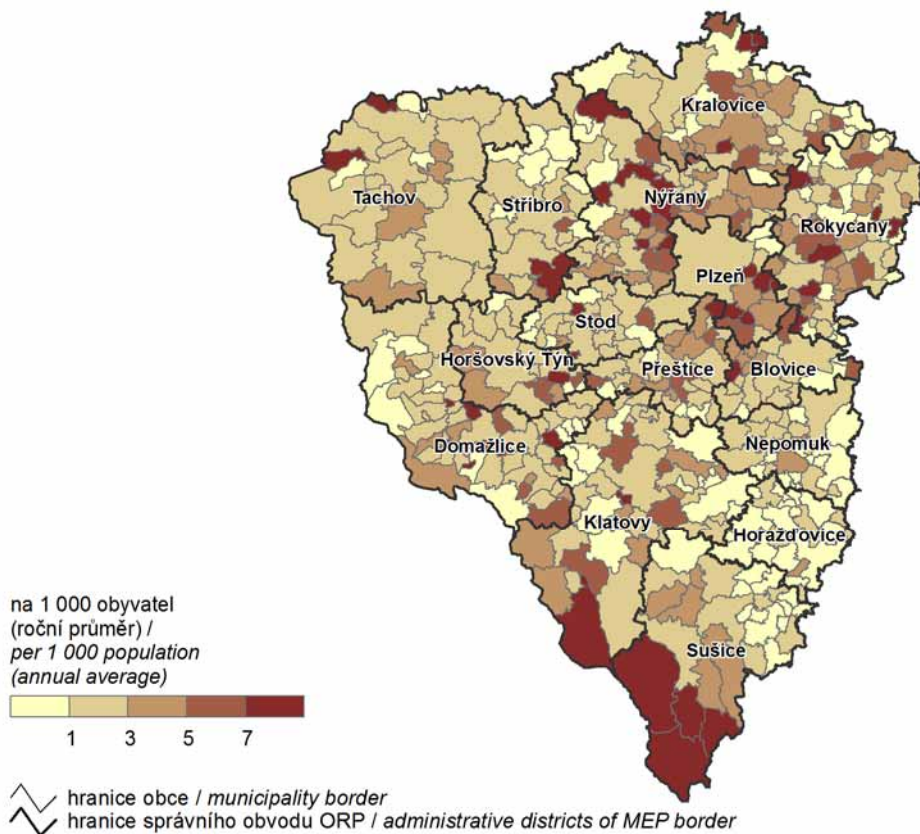 Kralovice
Tachov
Stříbro
Nýřany
Rokycany
Plzeň
Stod
Horšovský Týn
Přeštice
Blovice
Domažlice
Nepomuk
Klatovy
Horažďovice
Sušice
na 1 000 obyvatel
(roční průměr) /
per 1 000 population
(annual average)
1 3 5 7
hranice obce / municipality border
hranice správního obvodu ORP / administrative districts of MEP border